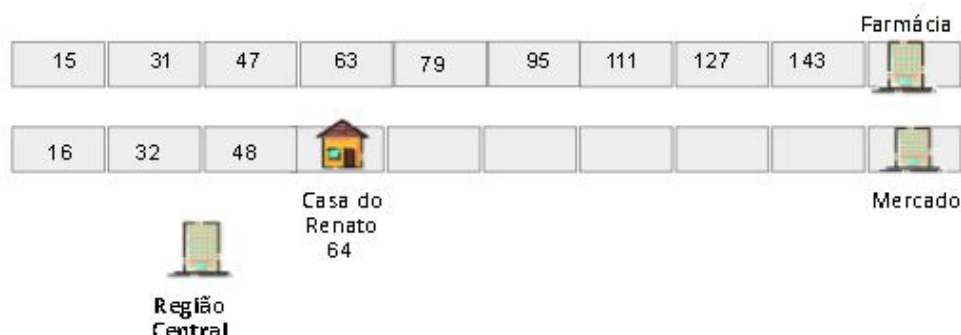 Farmácia
15 31 47 63 79 95 111 127 143
16 32 48
Casa do
Renato
64
Mercado
Região
Central